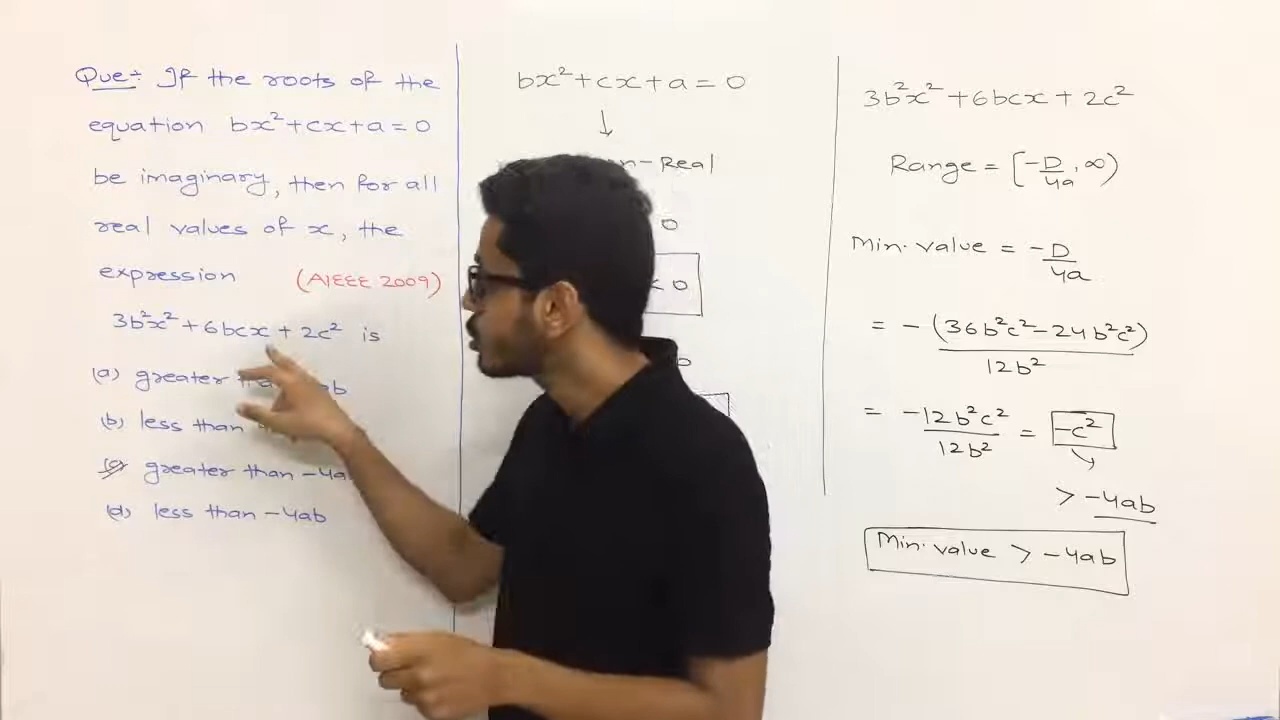 Que:- If the roots of the
equation bx²+cx+a=0
be imaginary, then for all
real values of x, the
expression (AIEEE 2009)
3b²x²+6bcx+2c² is
(a) greater ab
(b) less than
(c) greater than -4a
(d) less than -4ab
bx²+cx+a=0
↓
n-Real
0
< 0
0
3b²x²+6bcx+2c²
Range = [-D/4a, ∞)
Min. value = -D/4a
= -(36b²c²-24b²c²)/12b²
= -12b²c²/12b² = -c²
> -4ab
Min. value > -4ab